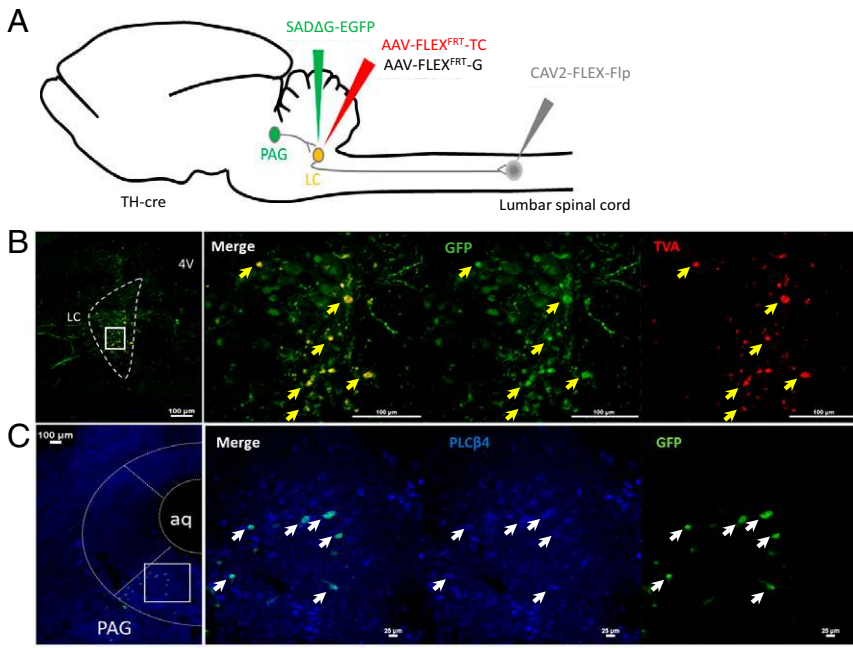 A
SADΔG-EGFP
AAV-FLEXFRT-TC
AAV-FLEXFRT-G
CAV2-FLEX-Flp
PAG
LC
TH-cre
Lumbar spinal cord
B
4V
LC
100 µm
Merge
100 µm
GFP
100 µm
TVA
100 µm
C
100 µm
aq
PAG
Merge
25 µm
PLCβ4
25 µm
GFP
25 µm